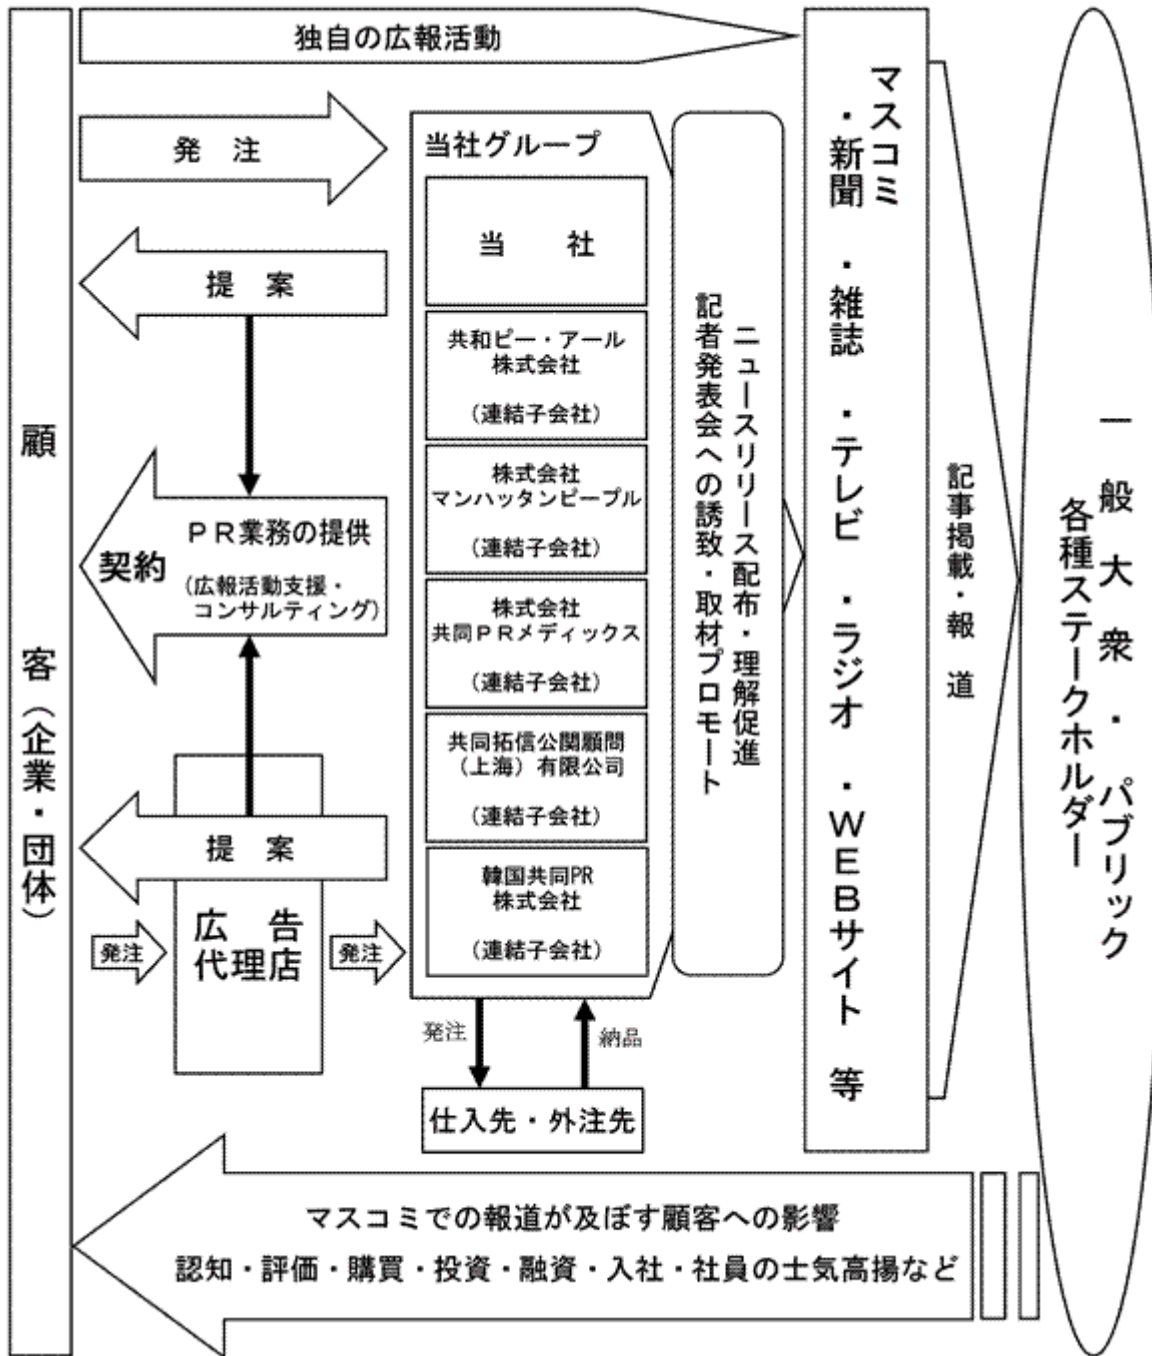 独自の広報活動
発 注
提 案
契約
ＰＲ業務の提供
(広報活動支援・
コンサルティング)
提 案
広 告
代理店
発注
発注
顧 客（企業・団体）
当社グループ
当 社
共和ピー・アール
株式会社
（連結子会社）
株式会社
マンハッタンピープル
（連結子会社）
株式会社
共同ＰＲメディックス
（連結子会社）
共同拓信公関顧問
（上海）有限公司
（連結子会社）
韓国共同PR
株式会社
（連結子会社）
発注
納品
仕入先・外注先
ニュースリリース配布・理解促進
記者発表会への誘致・取材プロモート
マスコミ
・新聞 ・雑誌 ・テレビ ・ラジオ ・ＷＥＢサイト 等
記事掲載・報 道
一 般 大 衆 ・ パブリック
各種ステークホルダー
マスコミでの報道が及ぼす顧客への影響
認知・評価・購買・投資・融資・入社・社員の士気高揚など